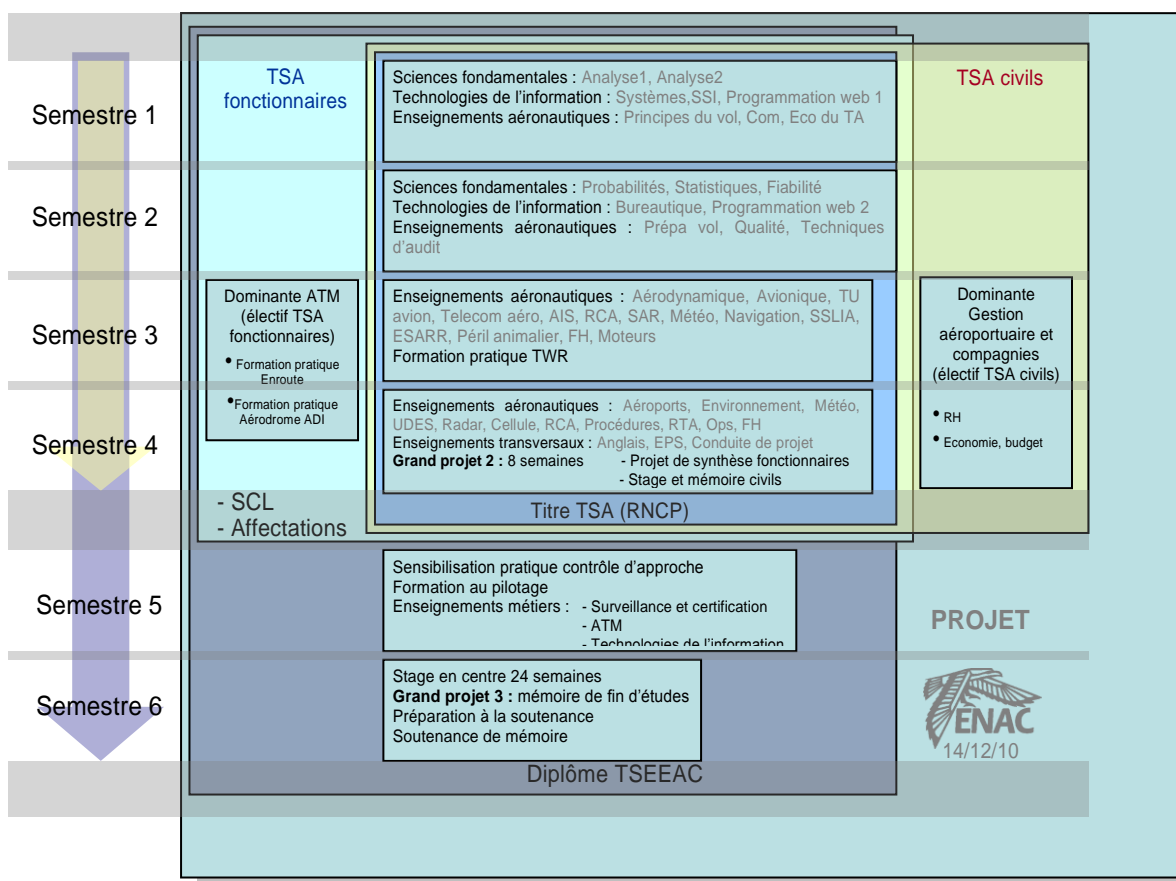 TSA
fonctionnaires
TSA civils
Semestre 1
Sciences fondamentales : Analyse1, Analyse2
Technologies de l'information : Systèmes,SSI, Programmation web 1
Enseignements aéronautiques : Principes du vol, Com, Eco du TA
Semestre 2
Sciences fondamentales : Probabilités, Statistiques, Fiabilité
Technologies de l'information : Bureautique, Programmation web 2
Enseignements aéronautiques : Prépa vol, Qualité, Techniques
d'audit
Semestre 3
Dominante ATM
(électif TSA
fonctionnaires)
• Formation pratique
Enroute
•Formation pratique
Aérodrome ADI
Enseignements aéronautiques : Aérodynamique, Avionique, TU
avion, Telecom aéro, AIS, RCA, SAR, Météo, Navigation, SSLIA,
ESARR, Péril animalier, FH, Moteurs
Formation pratique TWR
Dominante
Gestion
aéroportuaire et
compagnies
(électif TSA civils)
• RH
• Economie, budget
Semestre 4
Enseignements aéronautiques : Aéroports, Environnement, Météo,
UDES, Radar, Cellule, RCA, Procédures, RTA, Ops, FH
Enseignements transversaux : Anglais, EPS, Conduite de projet
Grand projet 2 : 8 semaines - Projet de synthèse fonctionnaires
- Stage et mémoire civils
- SCL
- Affectations
Titre TSA (RNCP)
Semestre 5
Sensibilisation pratique contrôle d'approche
Formation au pilotage
Enseignements métiers : - Surveillance et certification
- ATM
- Technologies de l'information
PROJET
Semestre 6
Stage en centre 24 semaines
Grand projet 3 : mémoire de fin d'études
Préparation à la soutenance
Soutenance de mémoire
ENAC
14/12/10
Diplôme TSEEAC